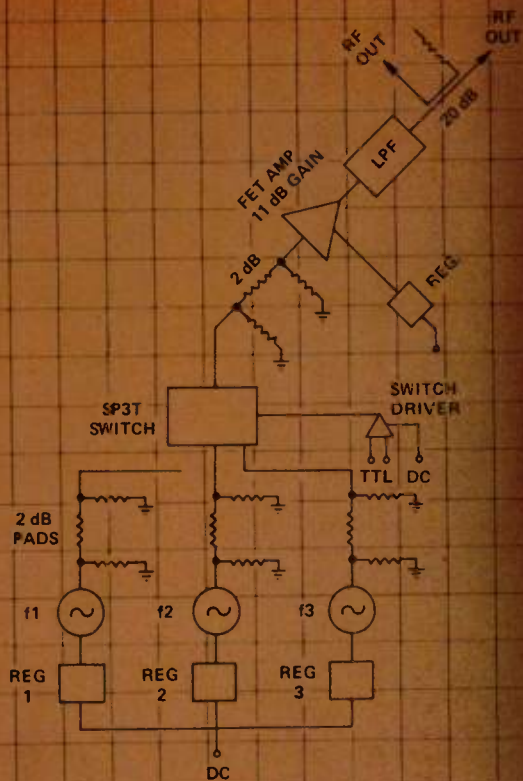 RF
OUT
RF
OUT
20 dB
LPF
FET AMP
11 dB GAIN
2 dB
REG
SP3T
SWITCH
SWITCH
DRIVER
TTL DC
2 dB
PADS
f1
f2
f3
REG
1
REG
2
REG
3
DC